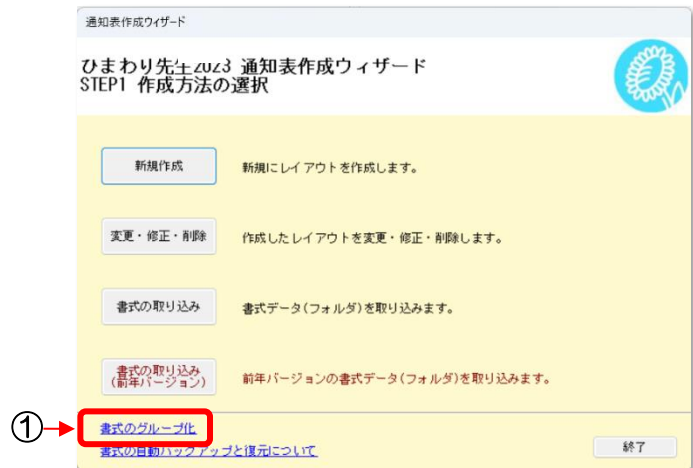 通知表作成ウィザード
ひまわり先生2023 通知表作成ウィザード
STEP1 作成方法の選択
新規作成
新規にレイアウトを作成します。
変更・修正・削除
作成したレイアウトを変更・修正・削除します。
書式の取り込み
書式データ(フォルダ)を取り込みます。
書式の取り込み
(前年バージョン)
前年バージョンの書式データ(フォルダ)を取り込みます。
①
書式のグループ化
書式の自動バックアップと復元について
終了